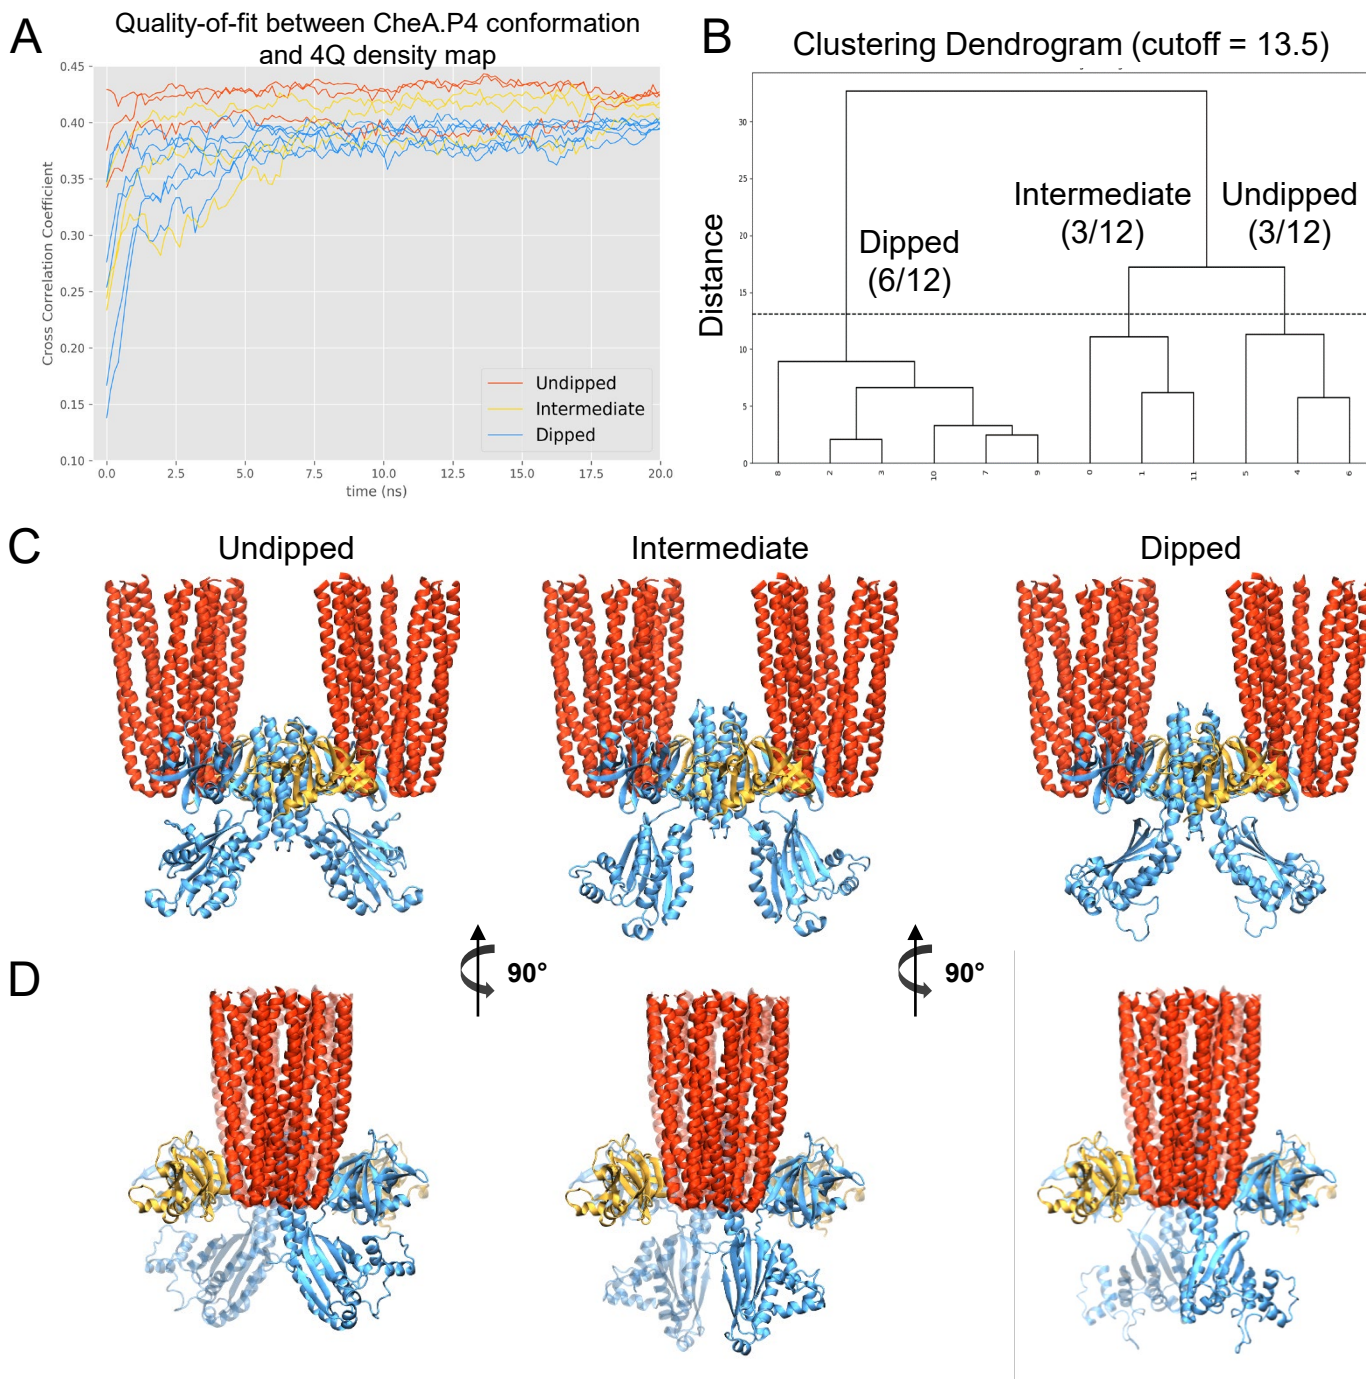 A
Quality-of-fit between CheA.P4 conformation
and 4Q density map
0.45
0.40
0.35
0.30
0.25
0.20
0.15
0.10
Cross Correlation Coefficient
Undipped
Intermediate
Dipped
0.0 2.5 5.0 7.5 10.0 12.5 15.0 17.5 20.0
time (ns)
B
Clustering Dendrogram (cutoff = 13.5)
Distance
30
25
20
15
10
5
0
Dipped
(6/12)
Intermediate
(3/12)
Undipped
(3/12)
8 2 3 10 7 9 0 1 11 5 4 6
C
Undipped
Intermediate
Dipped
90°
90°
D